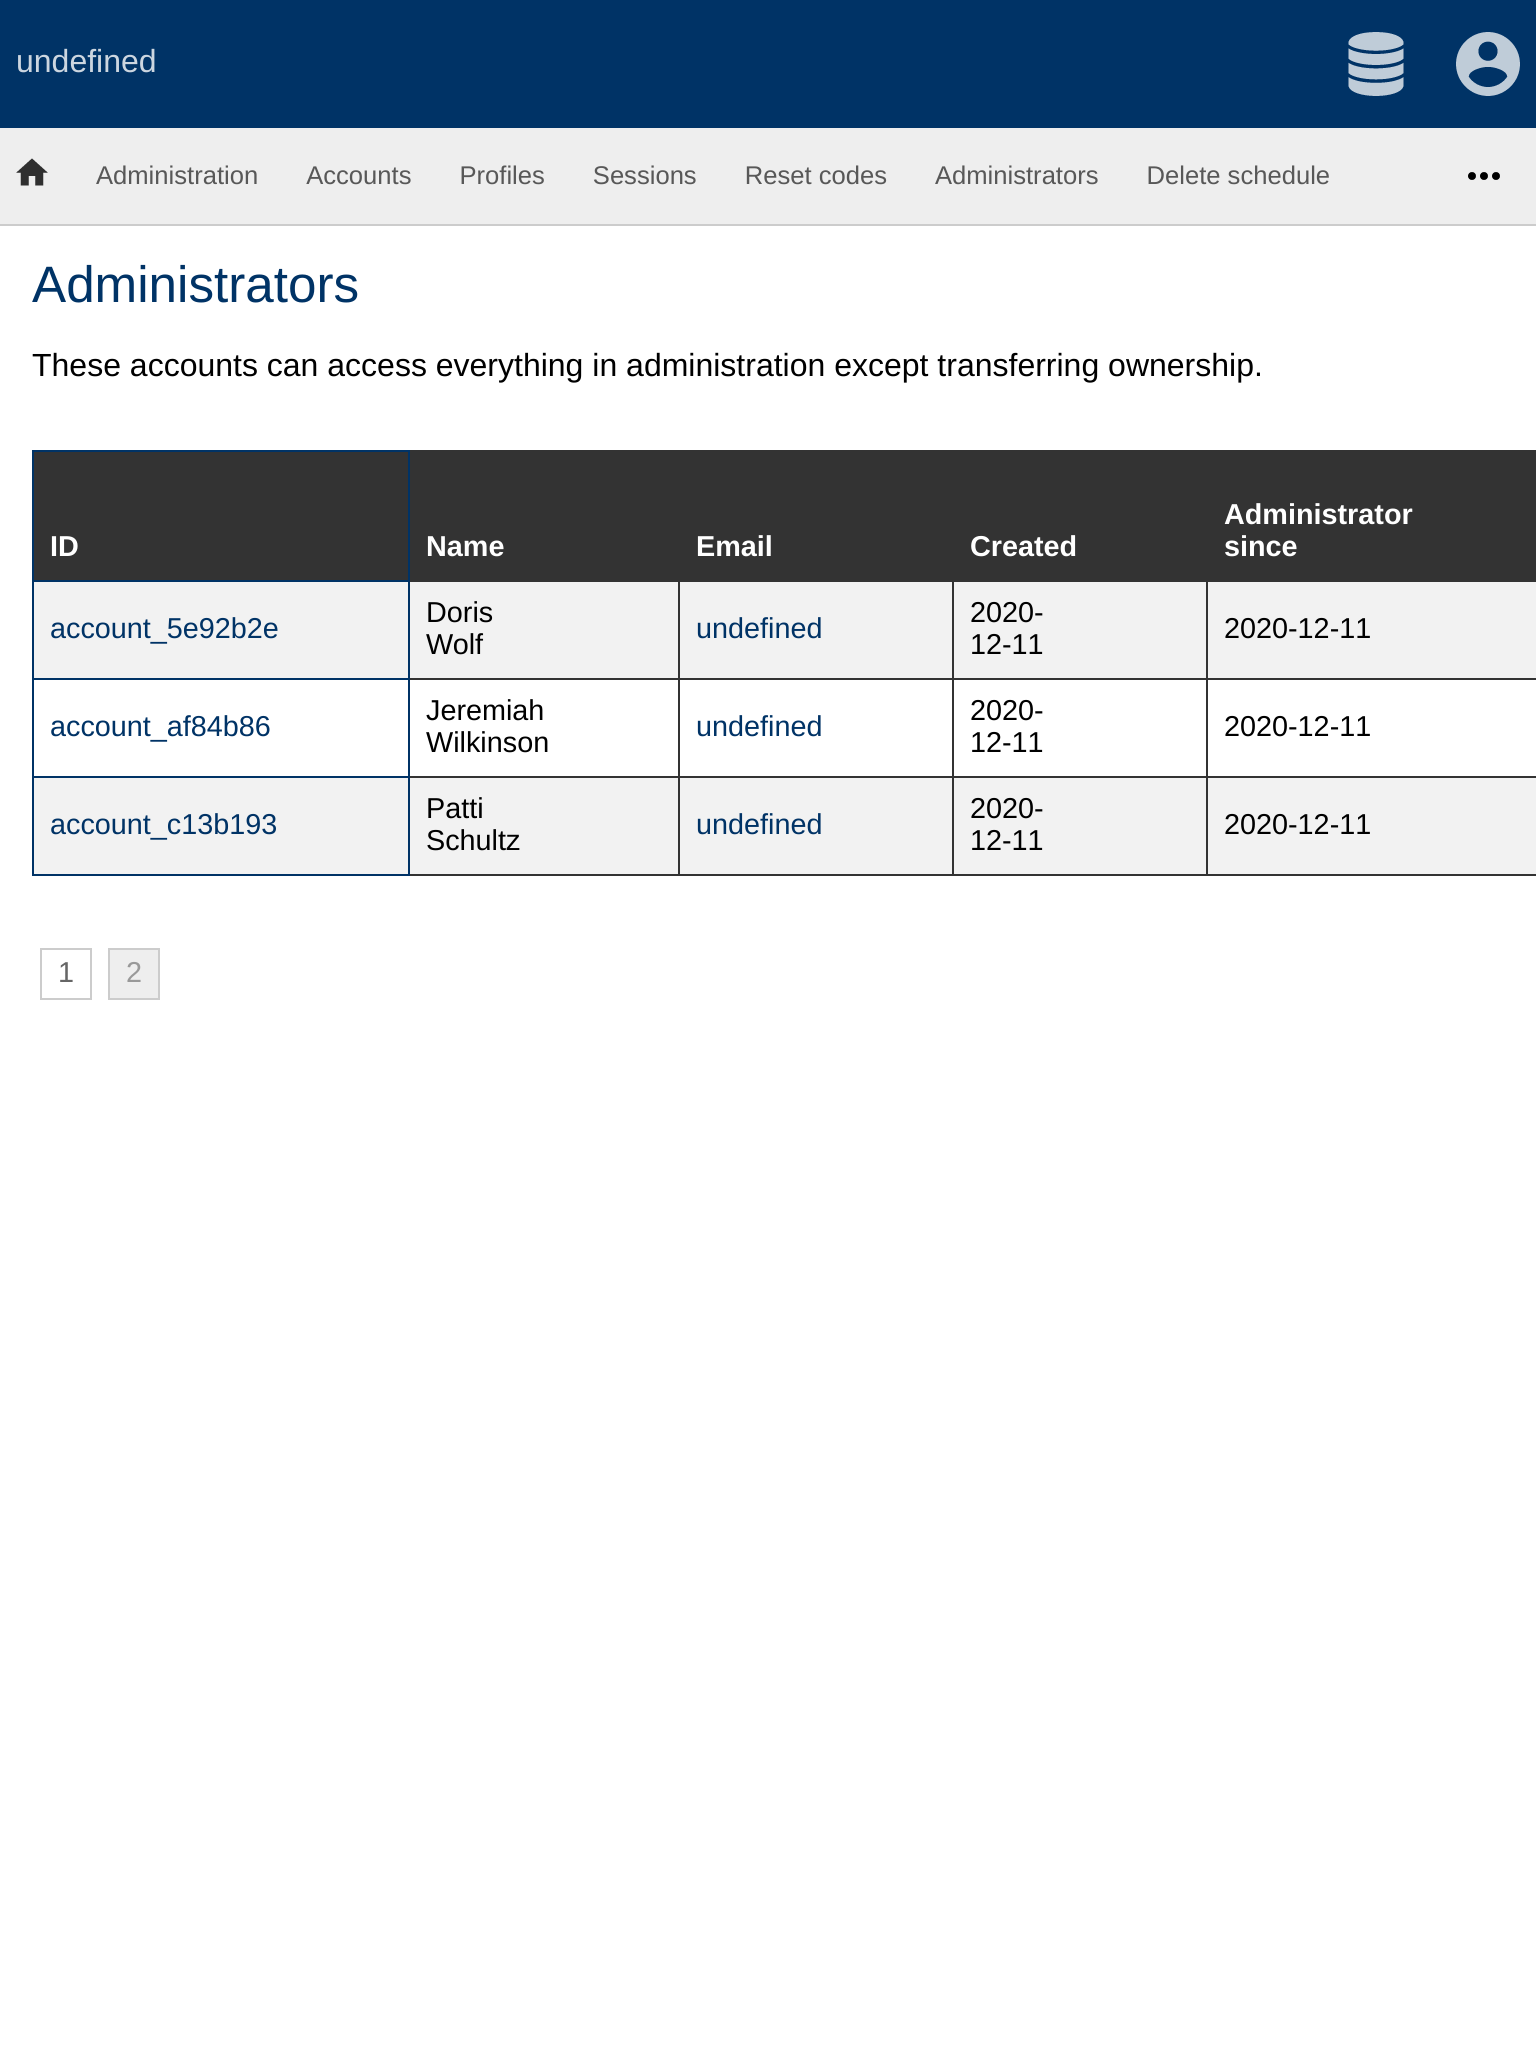 undefined
Administration Accounts Profiles Sessions Reset codes Administrators Delete schedule
Administrators
These accounts can access everything in administration except transferring ownership.
ID Name Email Created Administrator since
account_5e92b2e Doris Wolf undefined 2020-12-11 2020-12-11
account_af84b86 Jeremiah Wilkinson undefined 2020-12-11 2020-12-11
account_c13b193 Patti Schultz undefined 2020-12-11 2020-12-11
1 2